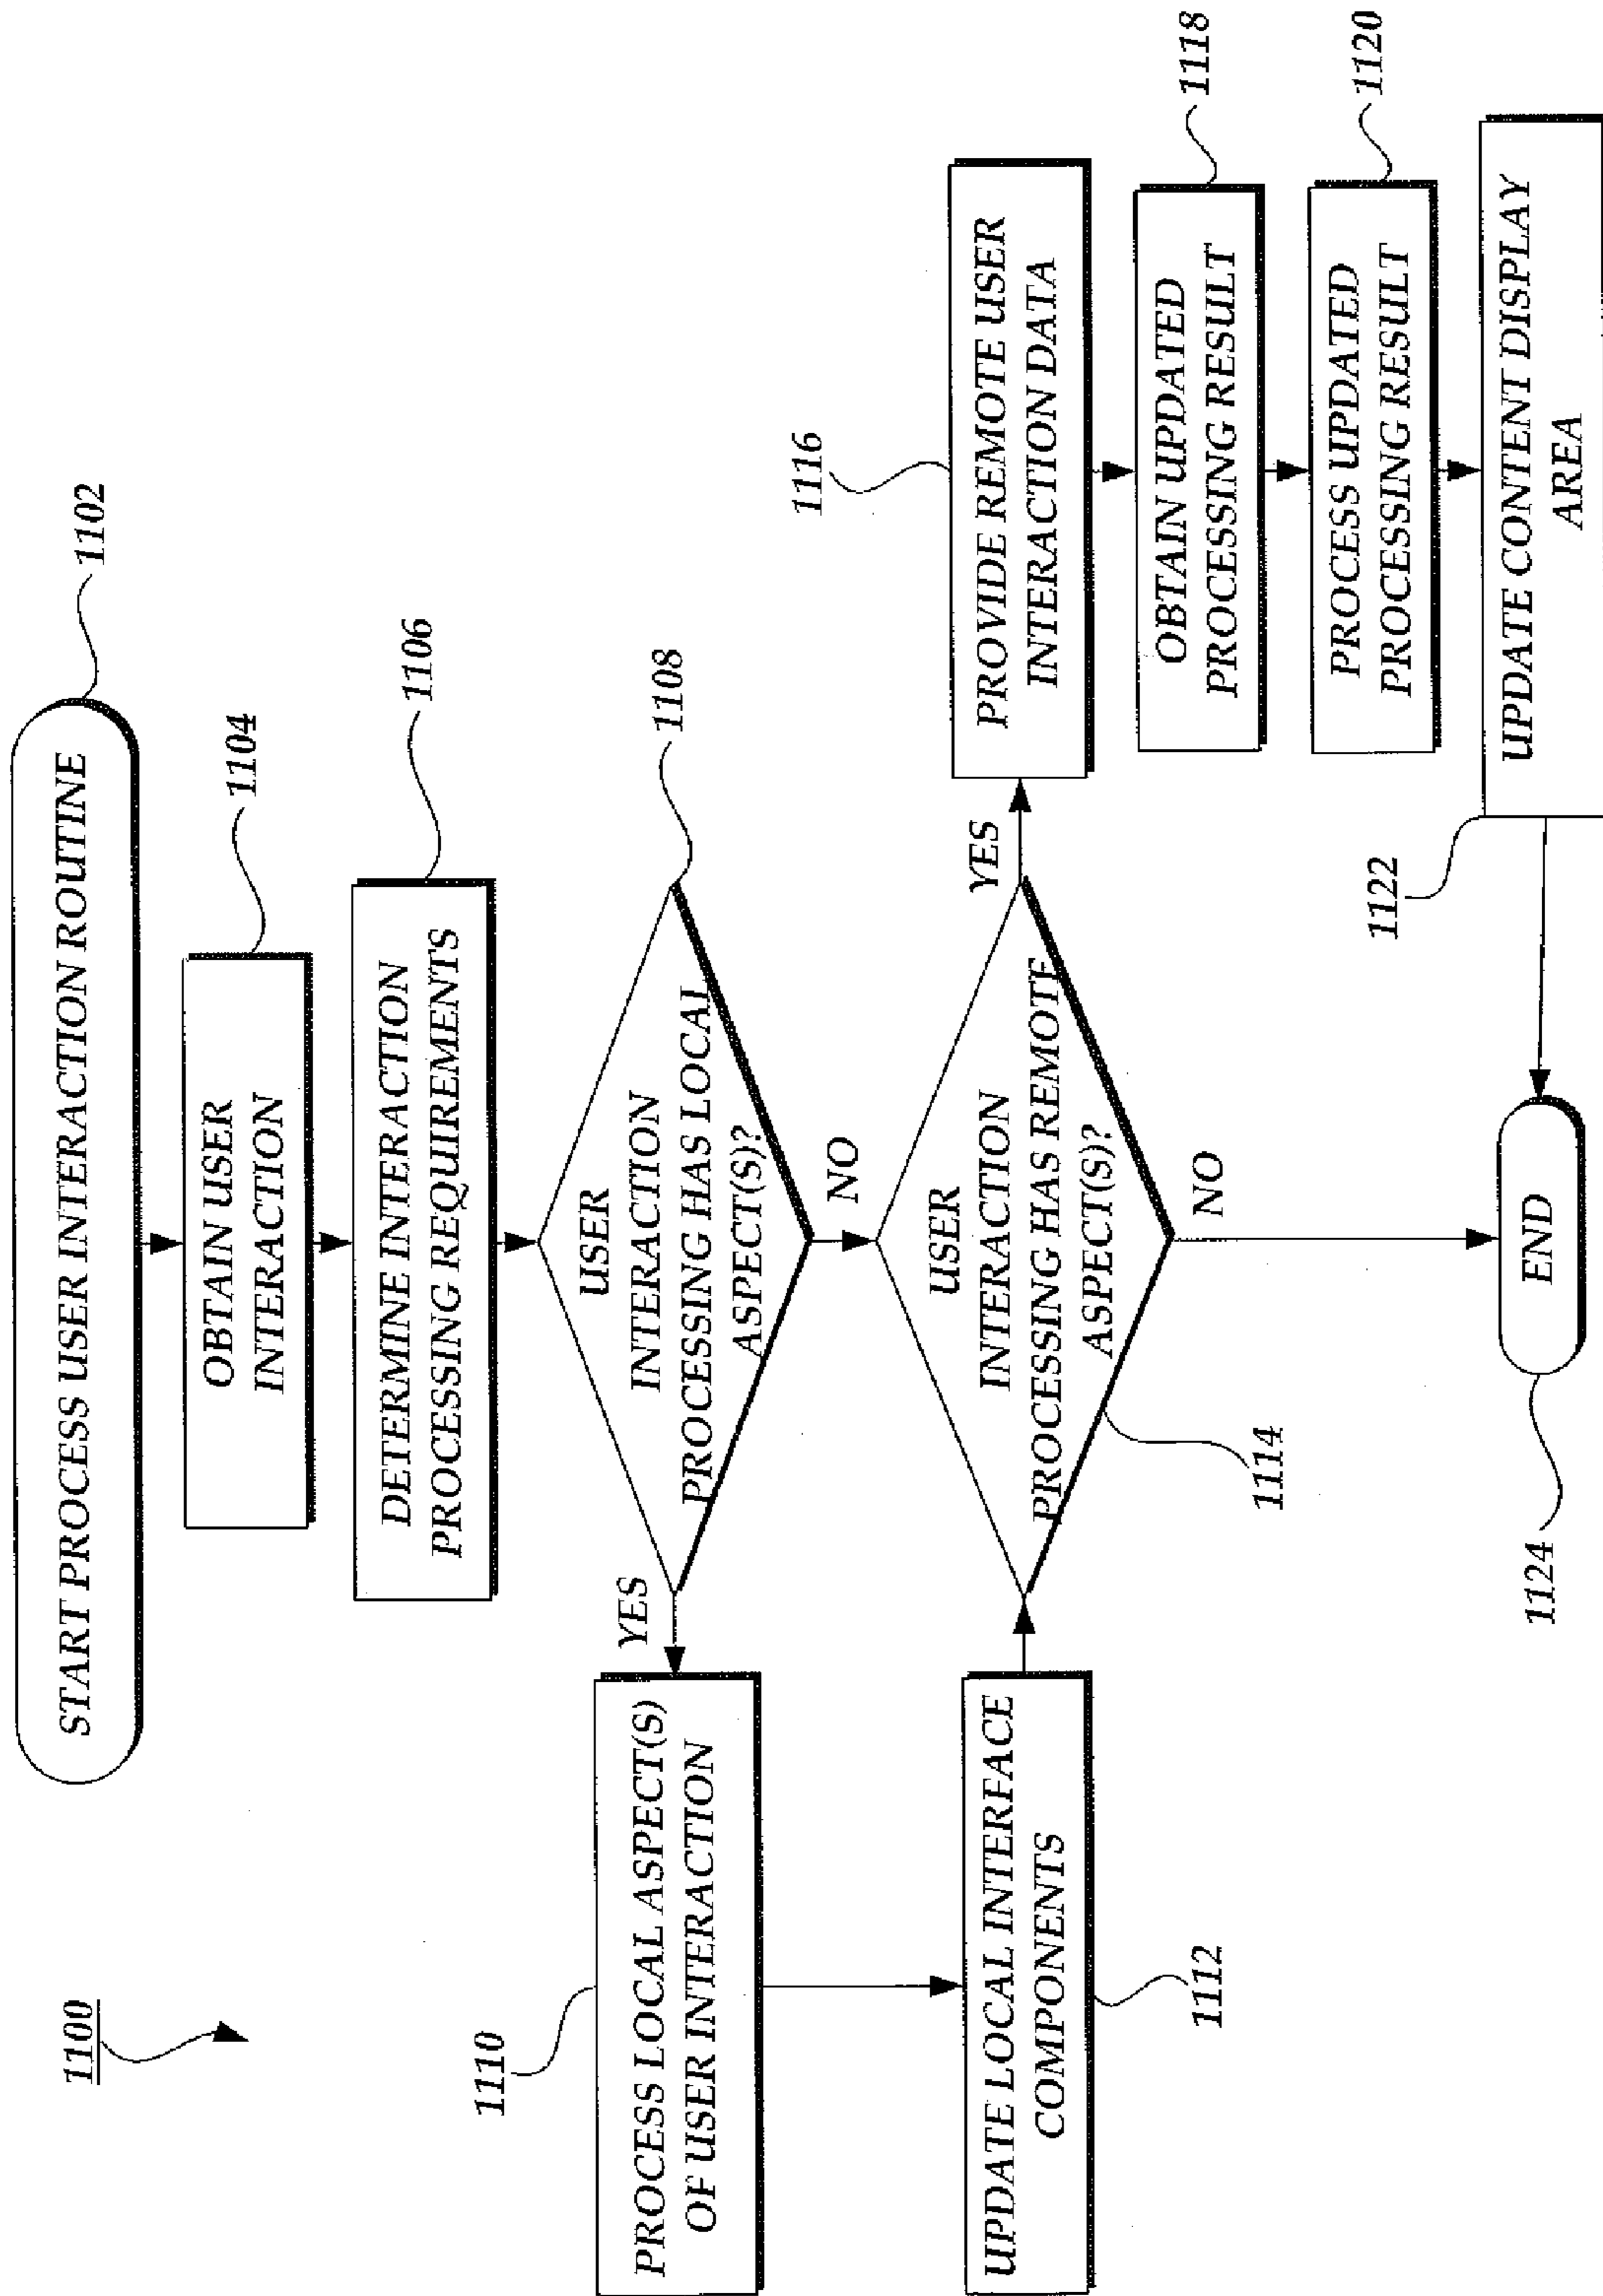 1100
START PROCESS USER INTERACTION ROUTINE
1102
OBTAIN USER
INTERACTION
1104
DETERMINE INTERACTION
PROCESSING REQUIREMENTS
1106
USER
INTERACTION
PROCESSING HAS LOCAL
ASPECT(S)?
1108
YES
NO
1110
PROCESS LOCAL ASPECT(S)
OF USER INTERACTION
UPDATE LOCAL INTERFACE
COMPONENTS
1112
USER
INTERACTION
PROCESSING HAS REMOTE
ASPECT(S)?
1114
YES
NO
1116
PROVIDE REMOTE USER
INTERACTION DATA
OBTAIN UPDATED
PROCESSING RESULT
1118
PROCESS UPDATED
PROCESSING RESULT
1120
UPDATE CONTENT DISPLAY
AREA
1122
END
1124